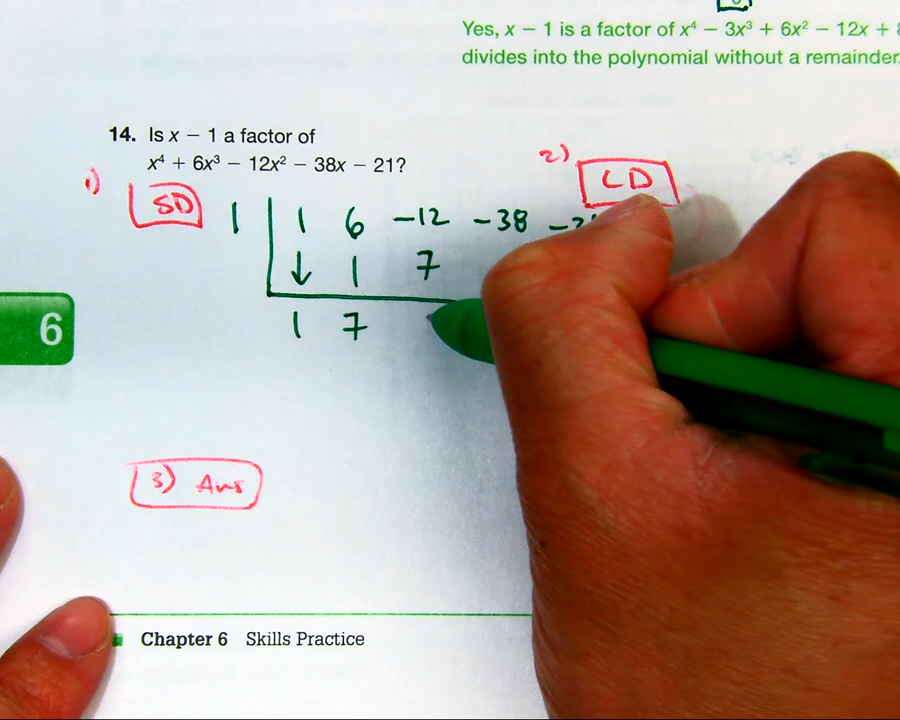 Yes, x − 1 is a factor of x⁴ − 3x³ + 6x² − 12x +
divides into the polynomial without a remainder.
14. Is x − 1 a factor of
x⁴ + 6x³ − 12x² − 38x − 21?
1) SD
2) LD
1 1 6 -12 -38
↓ 1 7
1 7
6
3) Ans
Chapter 6 Skills Practice